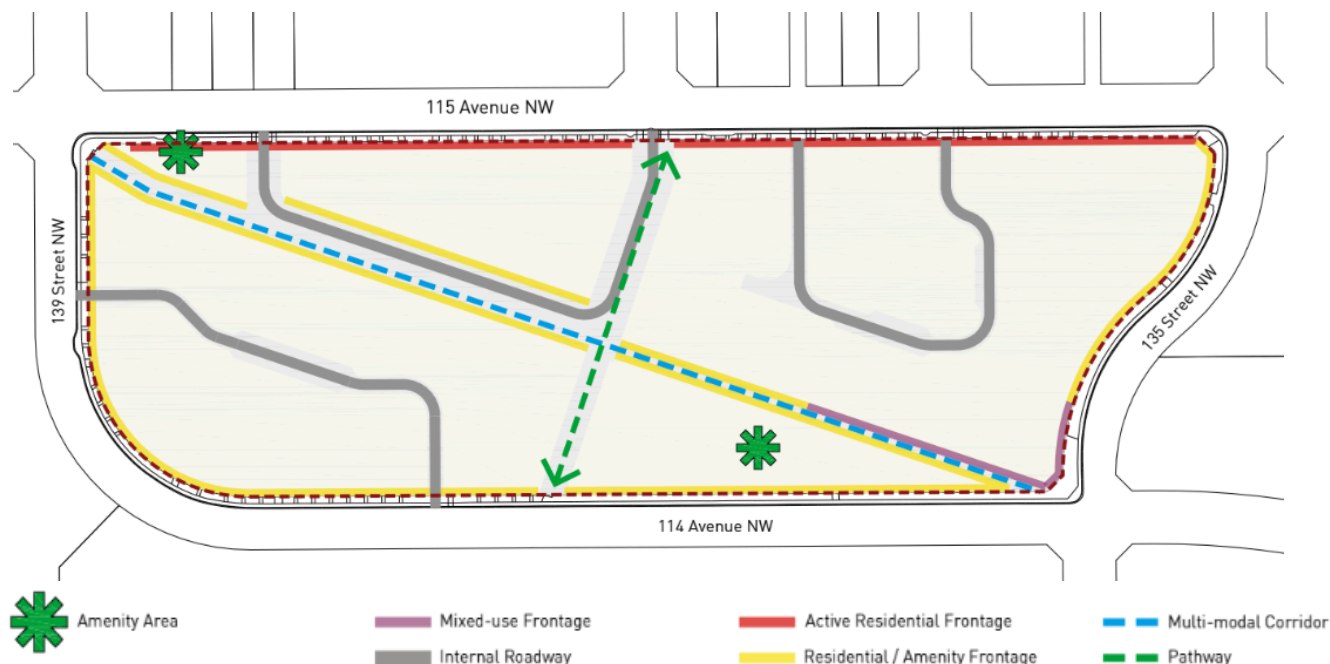 115 Avenue NW
139 Street NW
135 Street NW
114 Avenue NW
Amenity Area
Mixed-use Frontage
Active Residential Frontage
Multi-modal Corridor
Internal Roadway
Residential / Amenity Frontage
Pathway